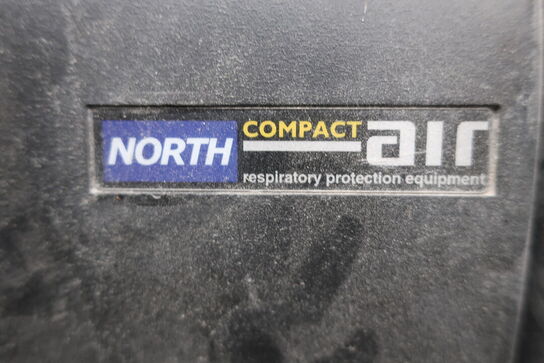 NORTH COMPACT air
respiratory protection equipment